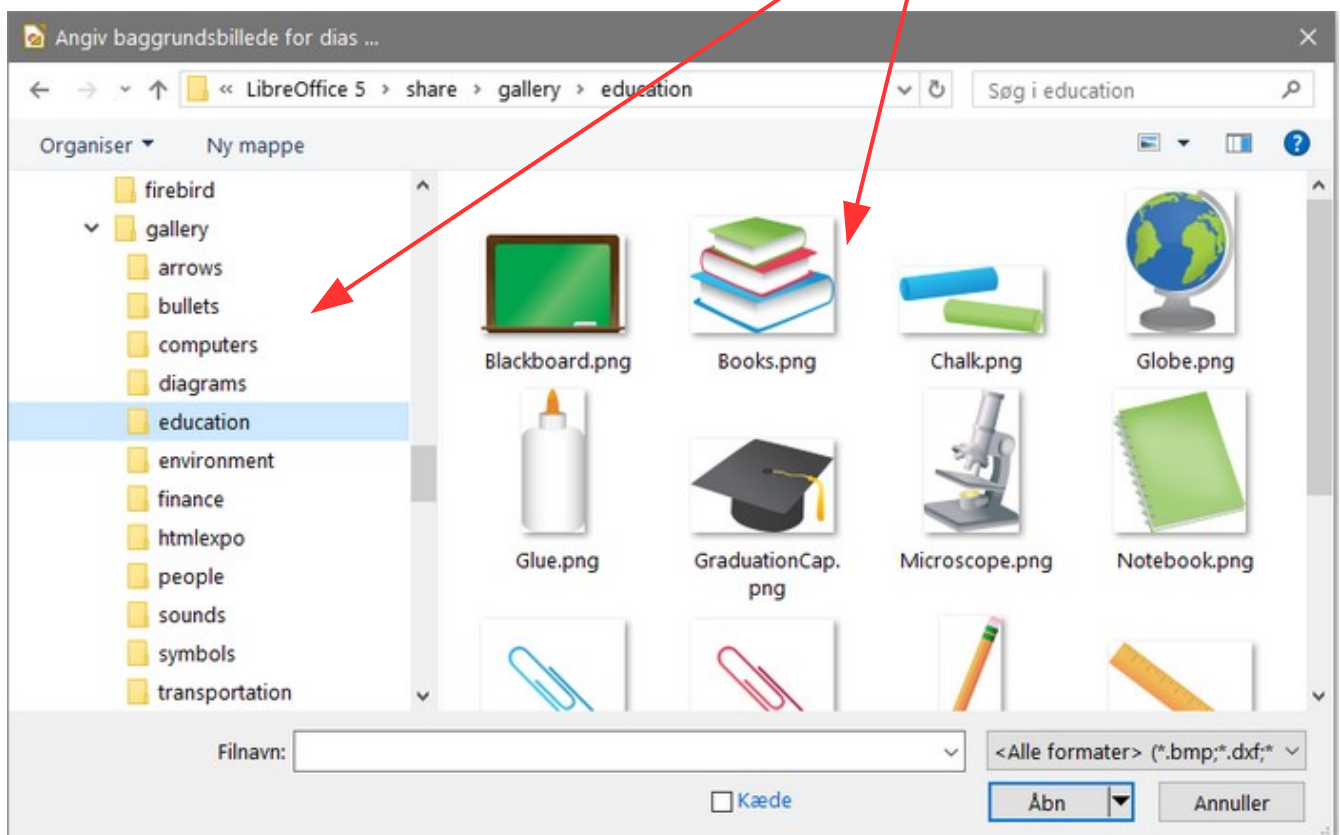 Angiv baggrundsbillede for dias ...
« LibreOffice 5 › share › gallery › education
Søg i education
Organiser
Ny mappe
firebird
gallery
arrows
bullets
computers
diagrams
education
environment
finance
htmlexpo
people
sounds
symbols
transportation
Blackboard.png
Books.png
Chalk.png
Globe.png
Glue.png
GraduationCap.
png
Microscope.png
Notebook.png
Filnavn:
<Alle formater> (*.bmp;*.dxf;*
Kæde
Åbn
Annuller